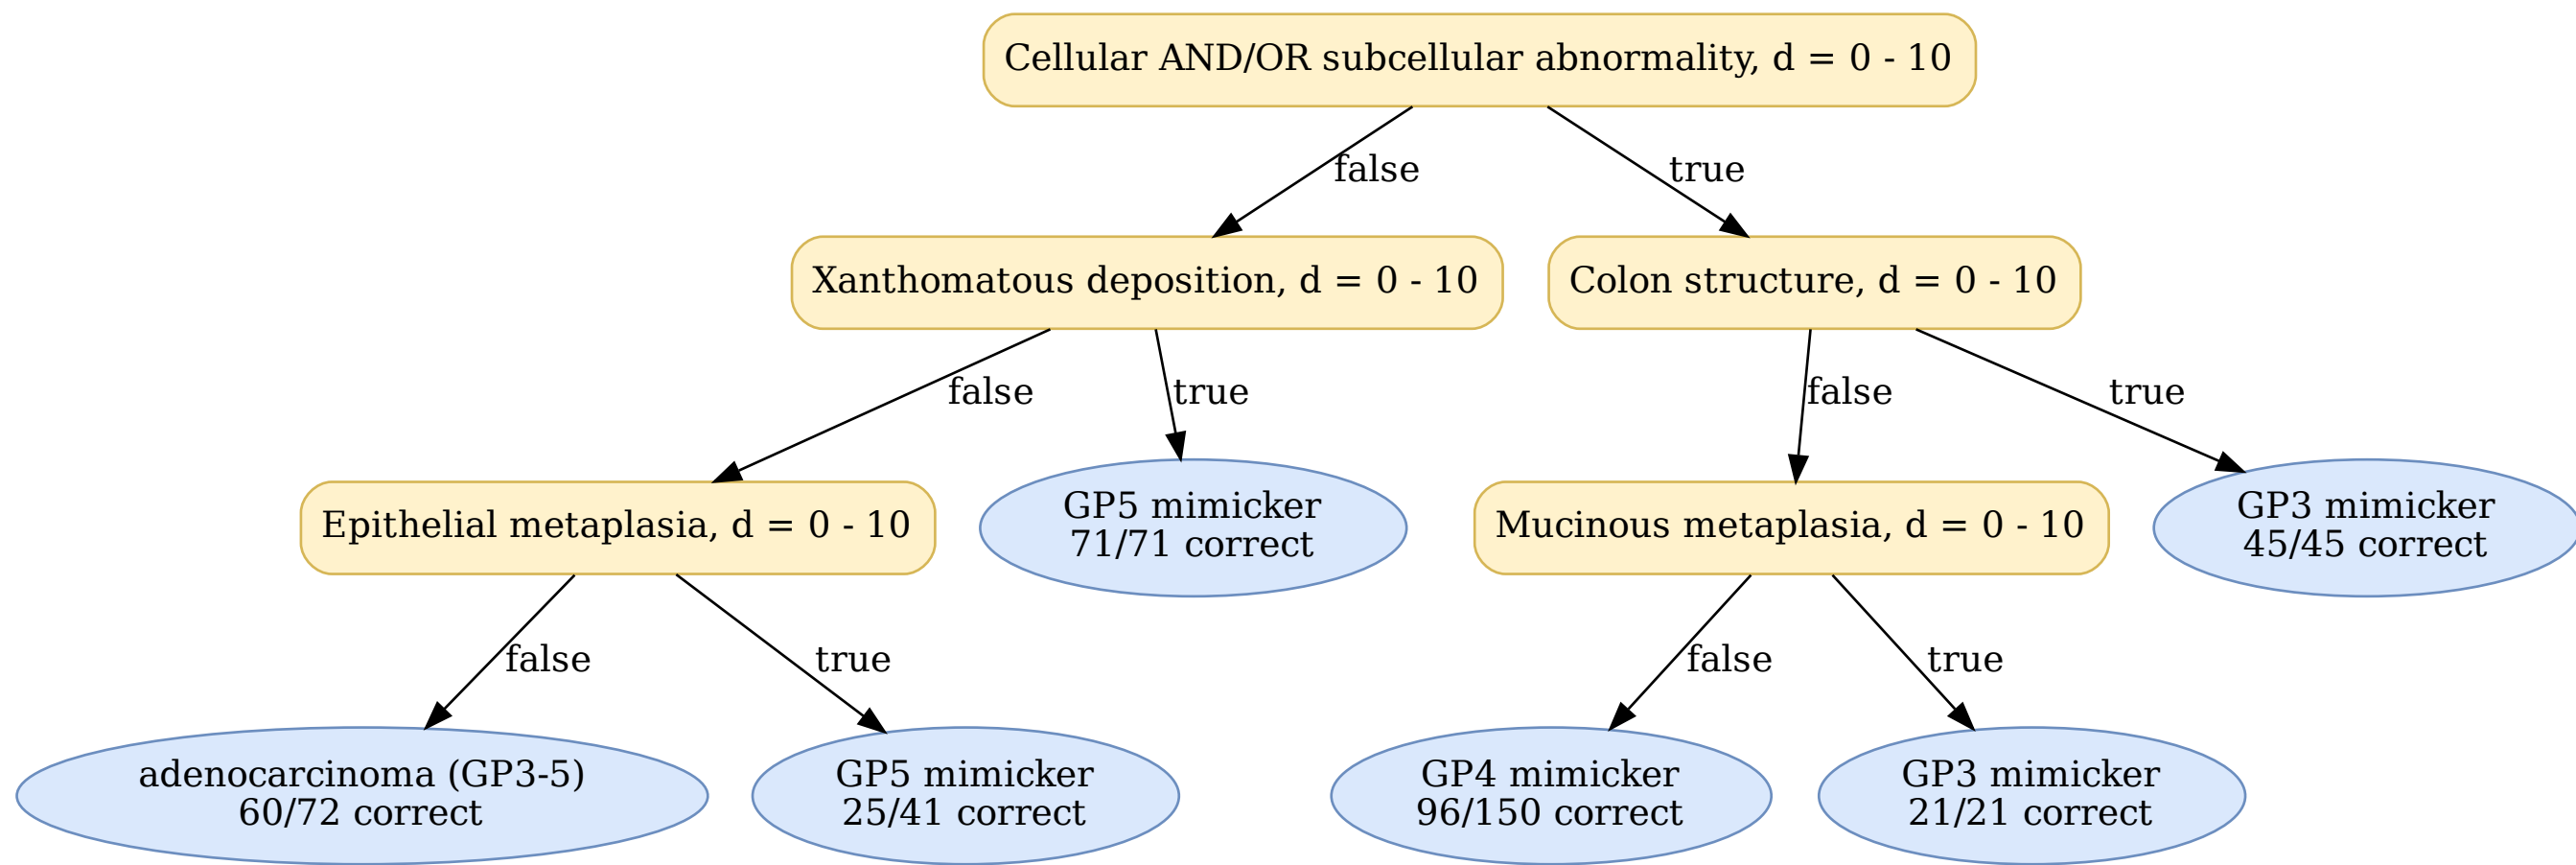 Cellular AND/OR subcellular abnormality, d = 0 - 10
false
true
Xanthomatous deposition, d = 0 - 10
Colon structure, d = 0 - 10
false
true
false
true
Epithelial metaplasia, d = 0 - 10
GP5 mimicker
71/71 correct
Mucinous metaplasia, d = 0 - 10
GP3 mimicker
45/45 correct
false
true
false
true
adenocarcinoma (GP3-5)
60/72 correct
GP5 mimicker
25/41 correct
GP4 mimicker
96/150 correct
GP3 mimicker
21/21 correct